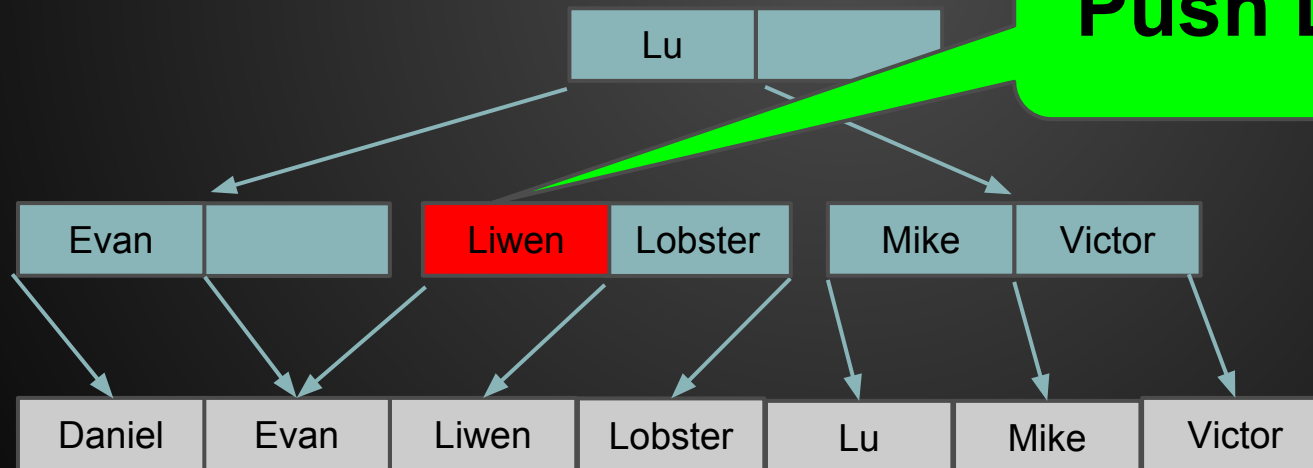 Push
Lu
Evan
Liwen
Lobster
Mike
Victor
Daniel
Evan
Liwen
Lobster
Lu
Mike
Victor